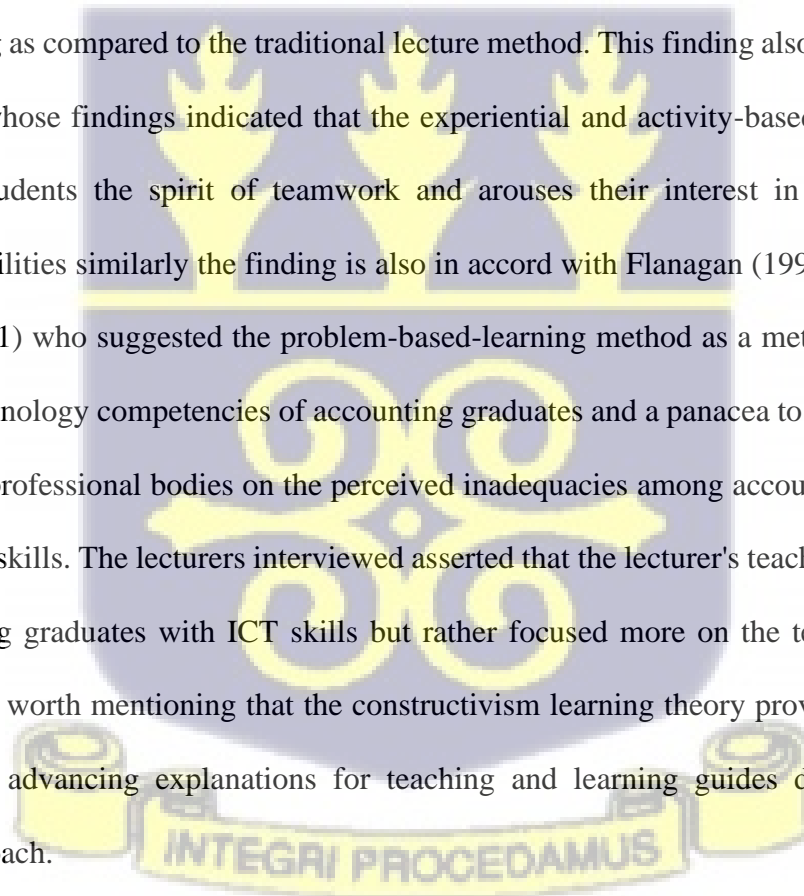 g as compared to the traditional lecture method. This finding also
whose findings indicated that the experiential and activity-based
tudents the spirit of teamwork and arouses their interest in
ilities similarly the finding is also in accord with Flanagan (199
1) who suggested the problem-based-learning method as a met
nology competencies of accounting graduates and a panacea to
professional bodies on the perceived inadequacies among accou
skills. The lecturers interviewed asserted that the lecturer's teach
g graduates with ICT skills but rather focused more on the te
worth mentioning that the constructivism learning theory prov
advancing explanations for teaching and learning guides d
oach.
INTEGRI PROCEDAMUS